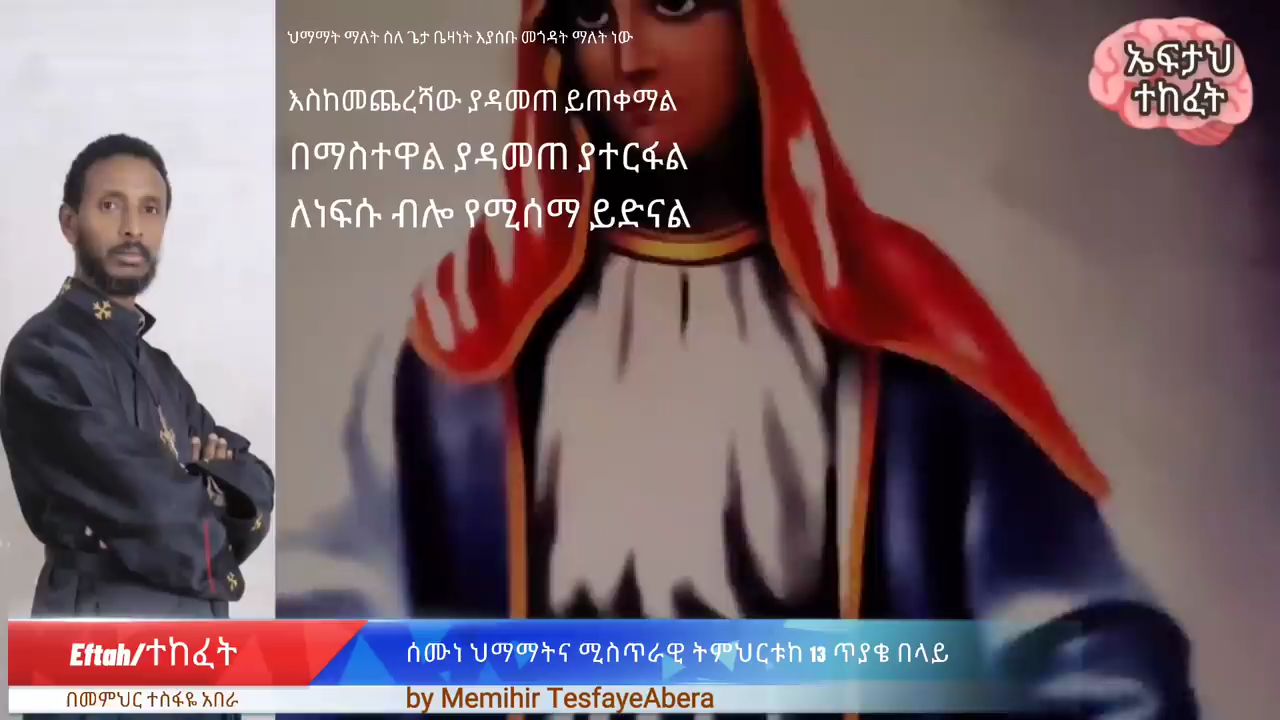 ህማማት ማለት ስለ ጌታ ቤዛነት እያሰቡ መጎዳት ማለት ነው
እስከመጨረሻው ያዳመጠ ይጠቀማል
በማስተዋል ያዳመጠ ያተርፋል
ለነፍሱ ብሎ የሚሰማ ይድናል
ኤፍታህ
ተከፈት
Eftah/ተከፈት
ሰሙነ ህማማትና ሚስጥራዊ ትምህርቱከ 13 ጥያቄ በላይ
በመምህር ተስፋዬ አበራ
by Memihir TesfayeAbera